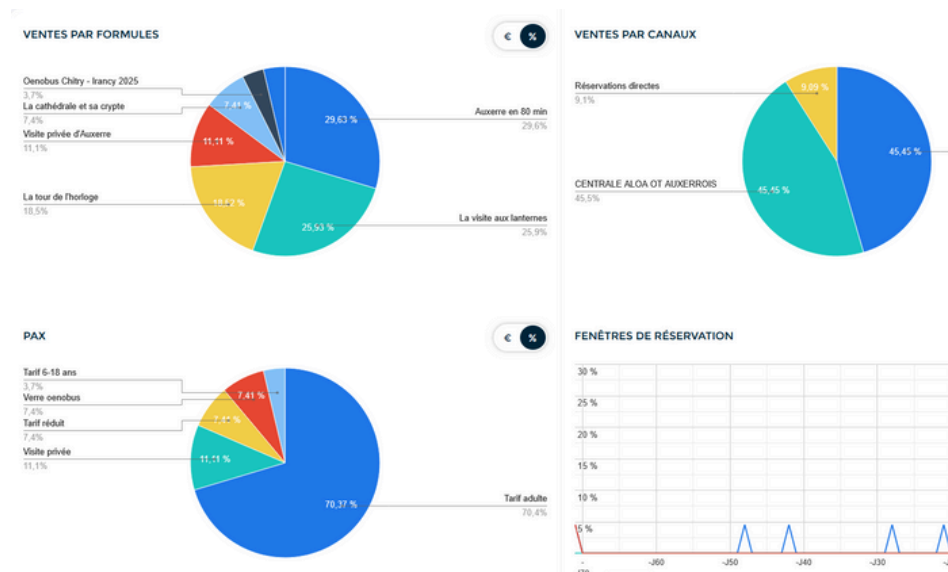 VENTES PAR FORMULES
€ %
Oenobus Chitry - Irancy 2025
3,7%
La cathédrale et sa crypte
7,4%
Visite privée d'Auxerre
11,1%
La tour de l'horloge
18,5%
7,41 %
11,11 %
18,52 %
25,93 %
29,63 %
Auxerre en 80 min
29,6%
La visite aux lanternes
25,9%
VENTES PAR CANAUX
Réservations directes
9,1%
CENTRALE ALOA OT AUXERROIS
45,5%
9,09 %
45,45 %
45,45 %
PAX
€ %
Tarif 6-18 ans
3,7%
Verre oenobus
7,4%
Tarif réduit
7,4%
Visite privée
11,1%
7,41 %
7,41 %
11,11 %
70,37 %
Tarif adulte
70,4%
FENÊTRES DE RÉSERVATION
30 %
25 %
20 %
15 %
10 %
5 %
-J60
-J50
-J40
-J30